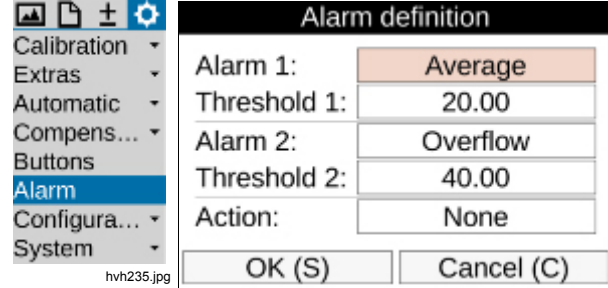 Calibration
Extras
Automatic
Compens...
Buttons
Alarm
Configura...
System
hvh235.jpg
Alarm definition
Alarm 1: Average
Threshold 1: 20.00
Alarm 2: Overflow
Threshold 2: 40.00
Action: None
OK (S) Cancel (C)